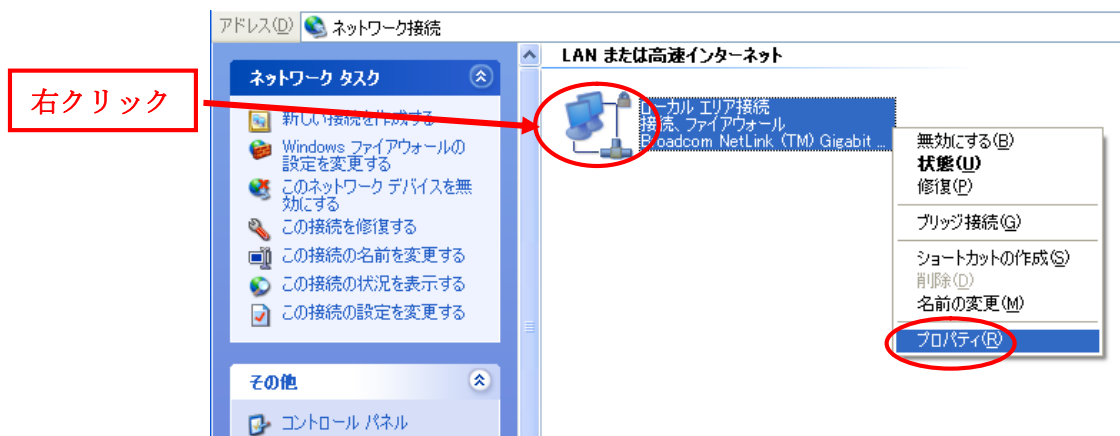 アドレス(D) ネットワーク接続
右クリック
ネットワーク タスク
新しい接続を作成する
Windows ファイアウォールの
設定を変更する
このネットワーク デバイスを無
効にする
この接続を修復する
この接続の名前を変更する
この接続の状況を表示する
この接続の設定を変更する
その他
コントロール パネル
LAN または高速インターネット
ローカル エリア接続
接続、ファイアウォール
Broadcom NetLink (TM) Gigabit ...
無効にする(B)
状態(U)
修復(P)
ブリッジ接続(G)
ショートカットの作成(S)
削除(D)
名前の変更(M)
プロパティ(R)